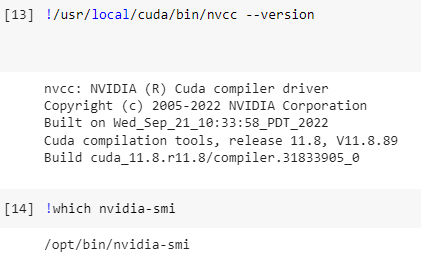 [13] !/usr/local/cuda/bin/nvcc --version
nvcc: NVIDIA (R) Cuda compiler driver
Copyright (c) 2005-2022 NVIDIA Corporation
Built on Wed_Sep_21_10:33:58_PDT_2022
Cuda compilation tools, release 11.8, V11.8.89
Build cuda_11.8.r11.8/compiler.31833905_0
[14] !which nvidia-smi
/opt/bin/nvidia-smi